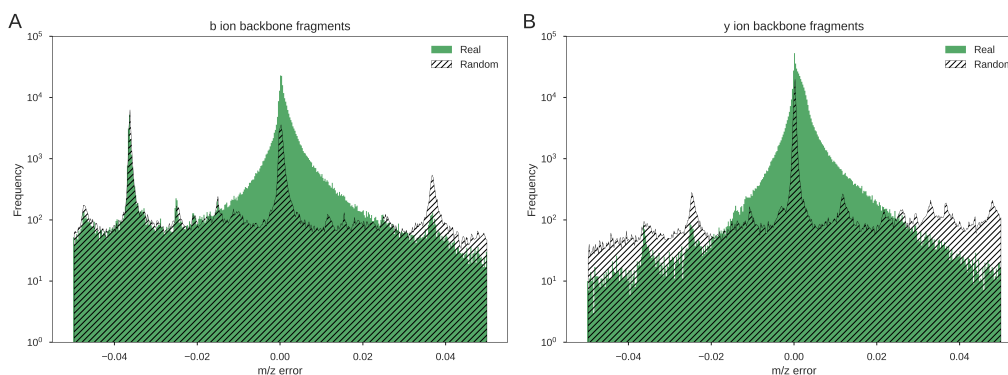 A
b ion backbone fragments
Real
Random
Frequency
10^5
10^4
10^3
10^2
10^1
10^0
−0.04
−0.02
0.00
0.02
0.04
m/z error
B
y ion backbone fragments
Real
Random
Frequency
10^5
10^4
10^3
10^2
10^1
10^0
−0.04
−0.02
0.00
0.02
0.04
m/z error